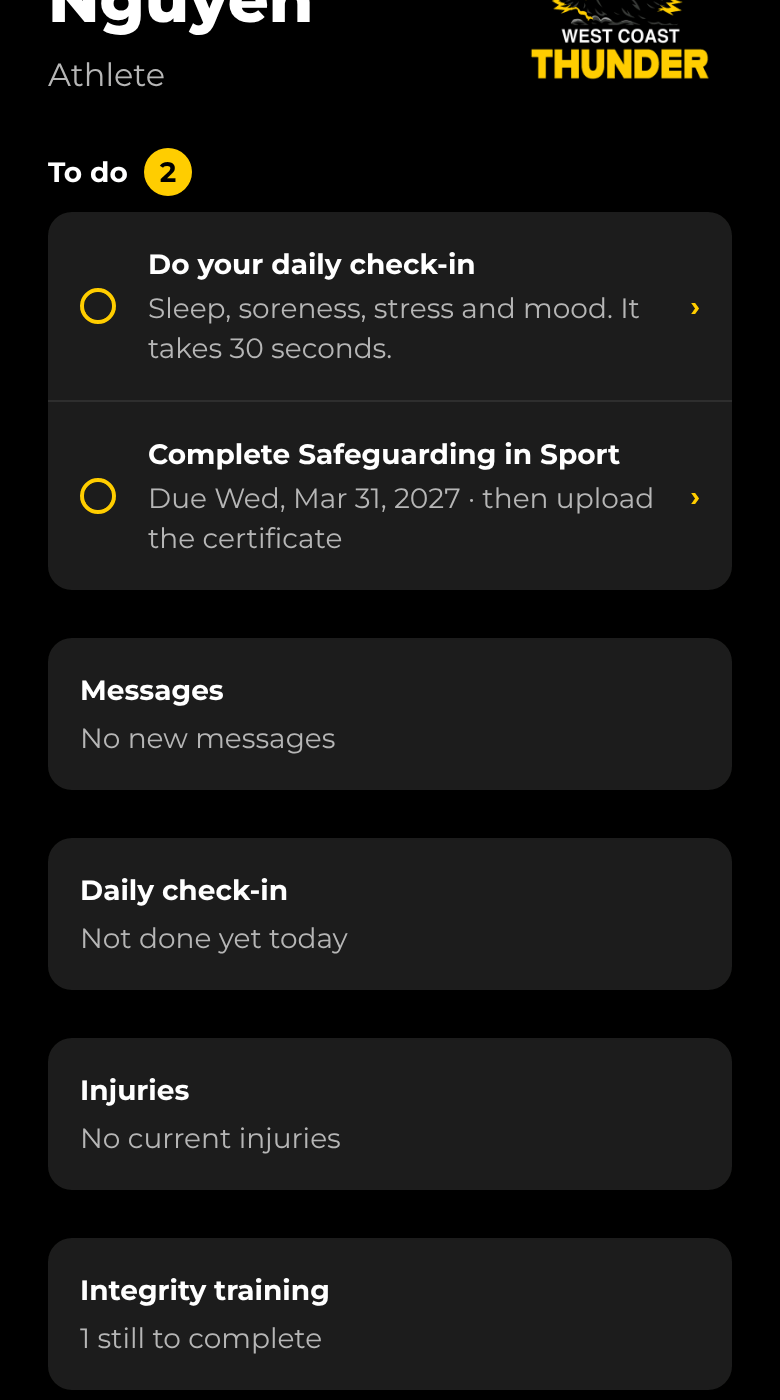 Nguyen
WEST COAST
THUNDER
Athlete
To do 2
Do your daily check-in
Sleep, soreness, stress and mood. It
takes 30 seconds.
›
Complete Safeguarding in Sport
Due Wed, Mar 31, 2027 · then upload
the certificate
›
Messages
No new messages
Daily check-in
Not done yet today
Injuries
No current injuries
Integrity training
1 still to complete